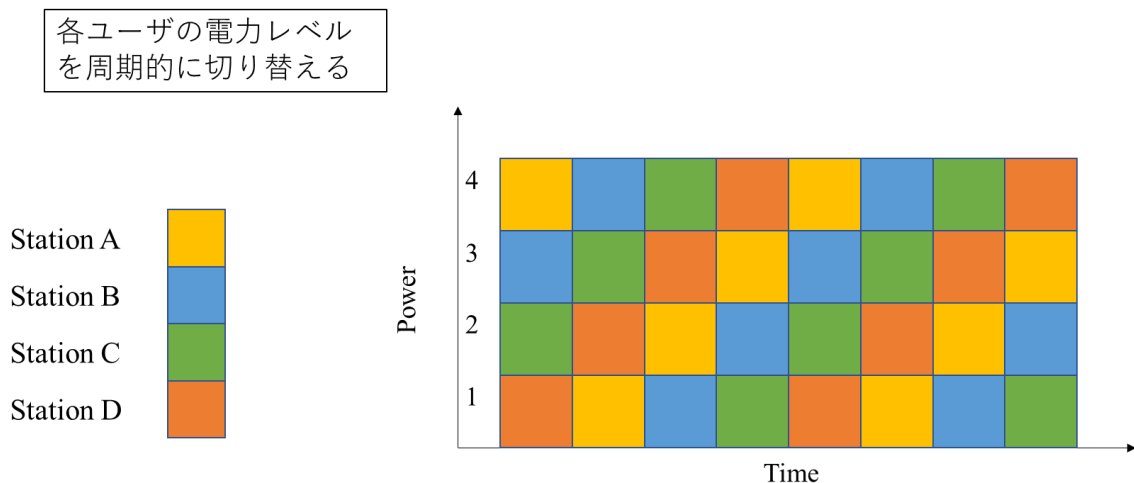 各ユーザの電力レベル
を周期的に切り替える
Station A
Station B
Station C
Station D
Power
4
3
2
1
Time